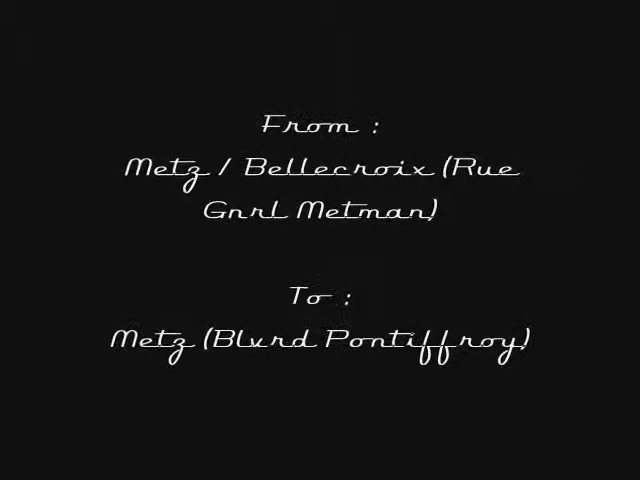 From :
Metz / Bellecroix (Rue
Gnrl Metman)
To :
Metz (Blvrd Pontiffroy)